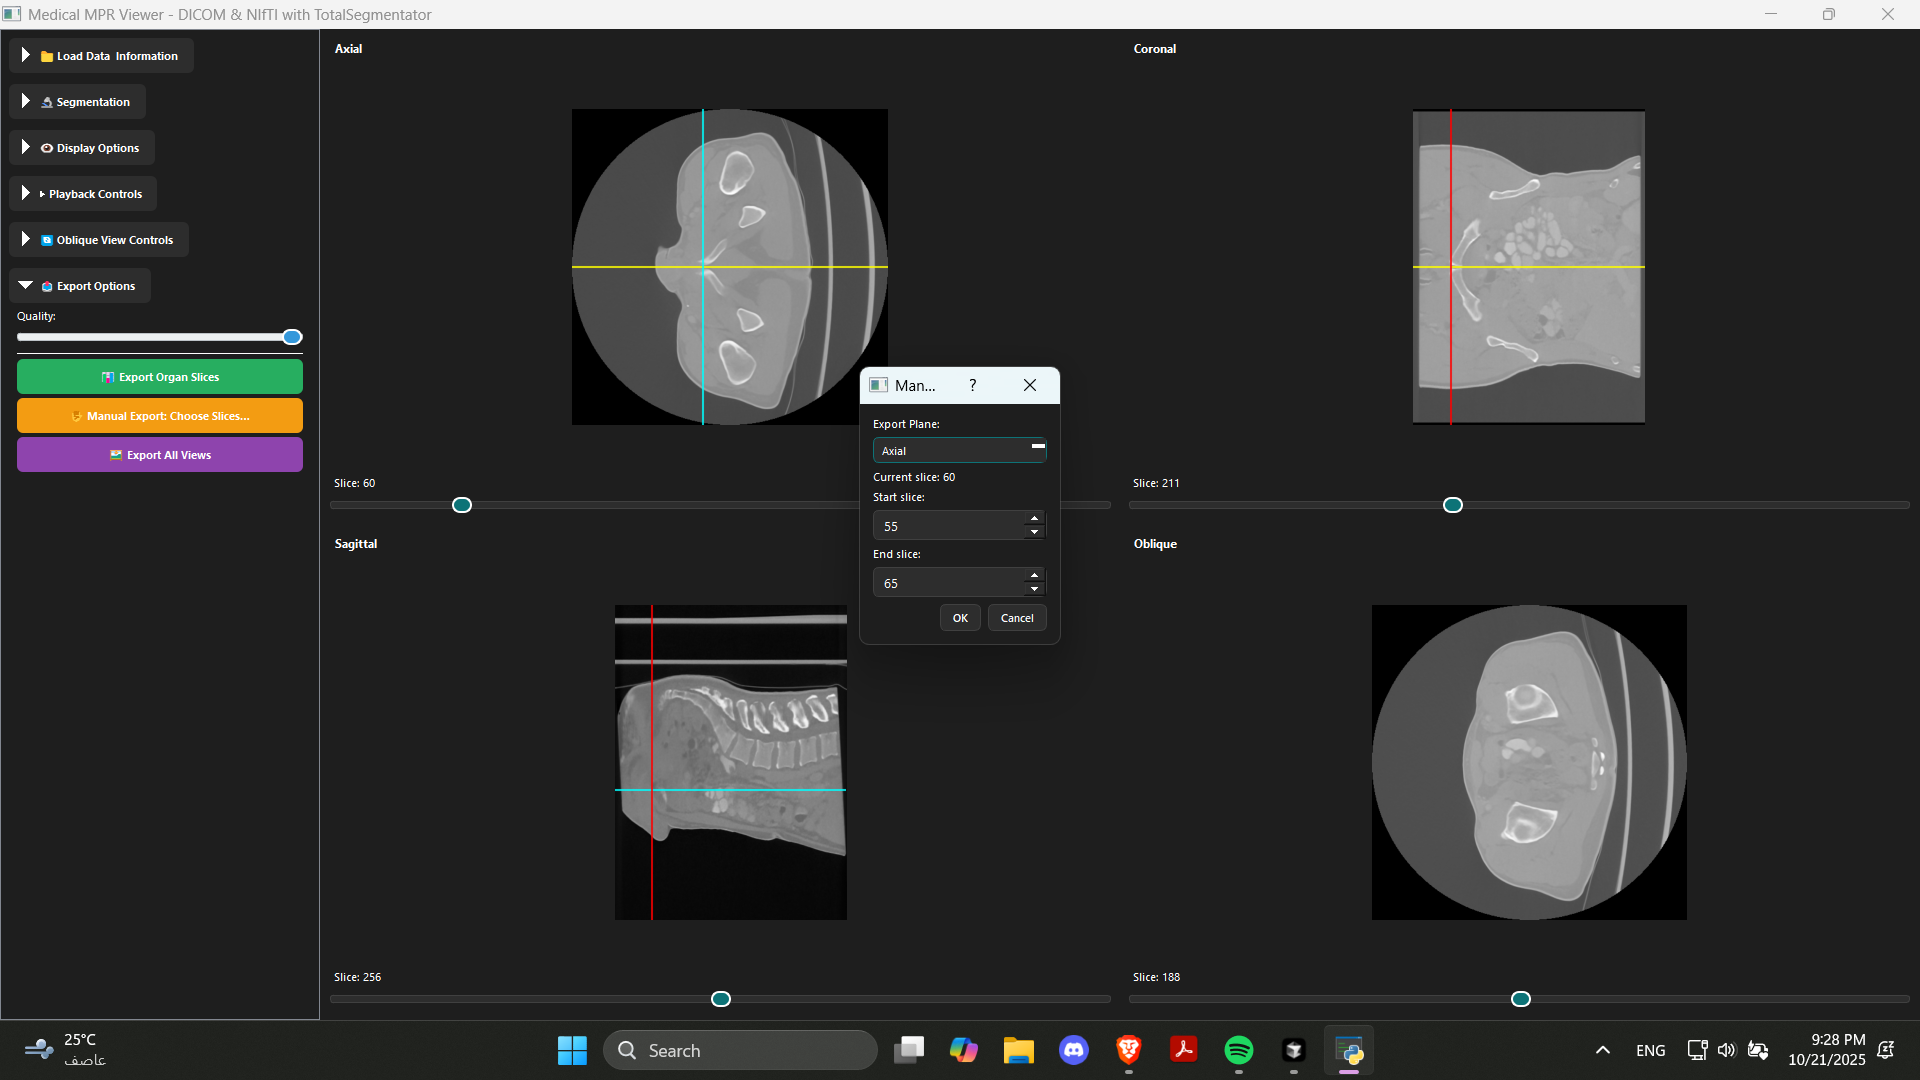 Medical MPR Viewer - DICOM & NIfTI with TotalSegmentator
Load Data Information
Segmentation
Display Options
Playback Controls
Oblique View Controls
Export Options
Quality:
Export Organ Slices
Manual Export: Choose Slices...
Export All Views
Axial
Slice: 60
Coronal
Slice: 211
Man...
?
Export Plane:
Axial
Current slice: 60
Start slice:
55
End slice:
65
OK
Cancel
Sagittal
Slice: 256
Oblique
Slice: 188
25°C
عاصف
Search
ENG
9:28 PM
10/21/2025